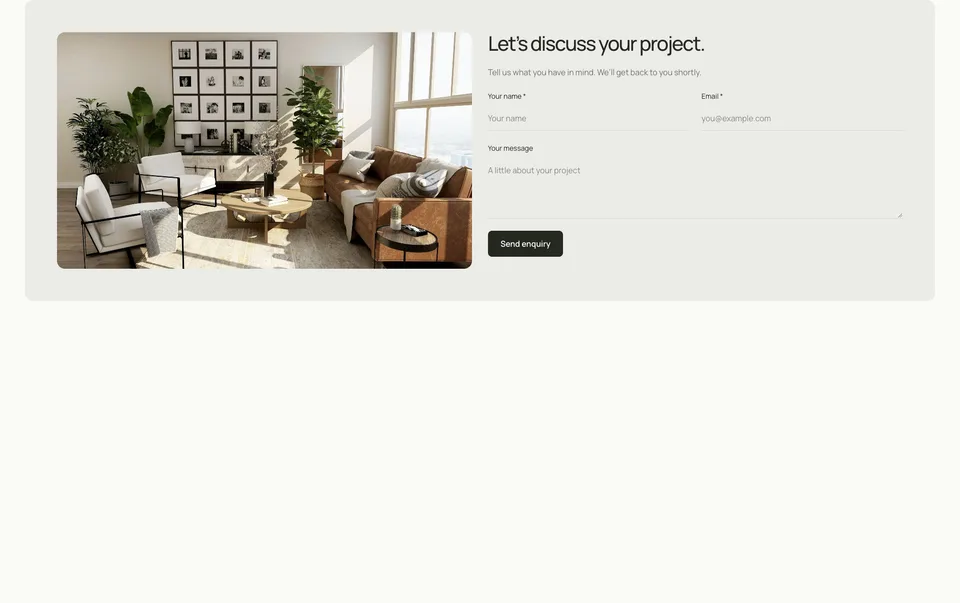 Let's discuss your project.
Tell us what you have in mind. We'll get back to you shortly.
Your name *
Email *
Your name
you@example.com
Your message
A little about your project
Send enquiry